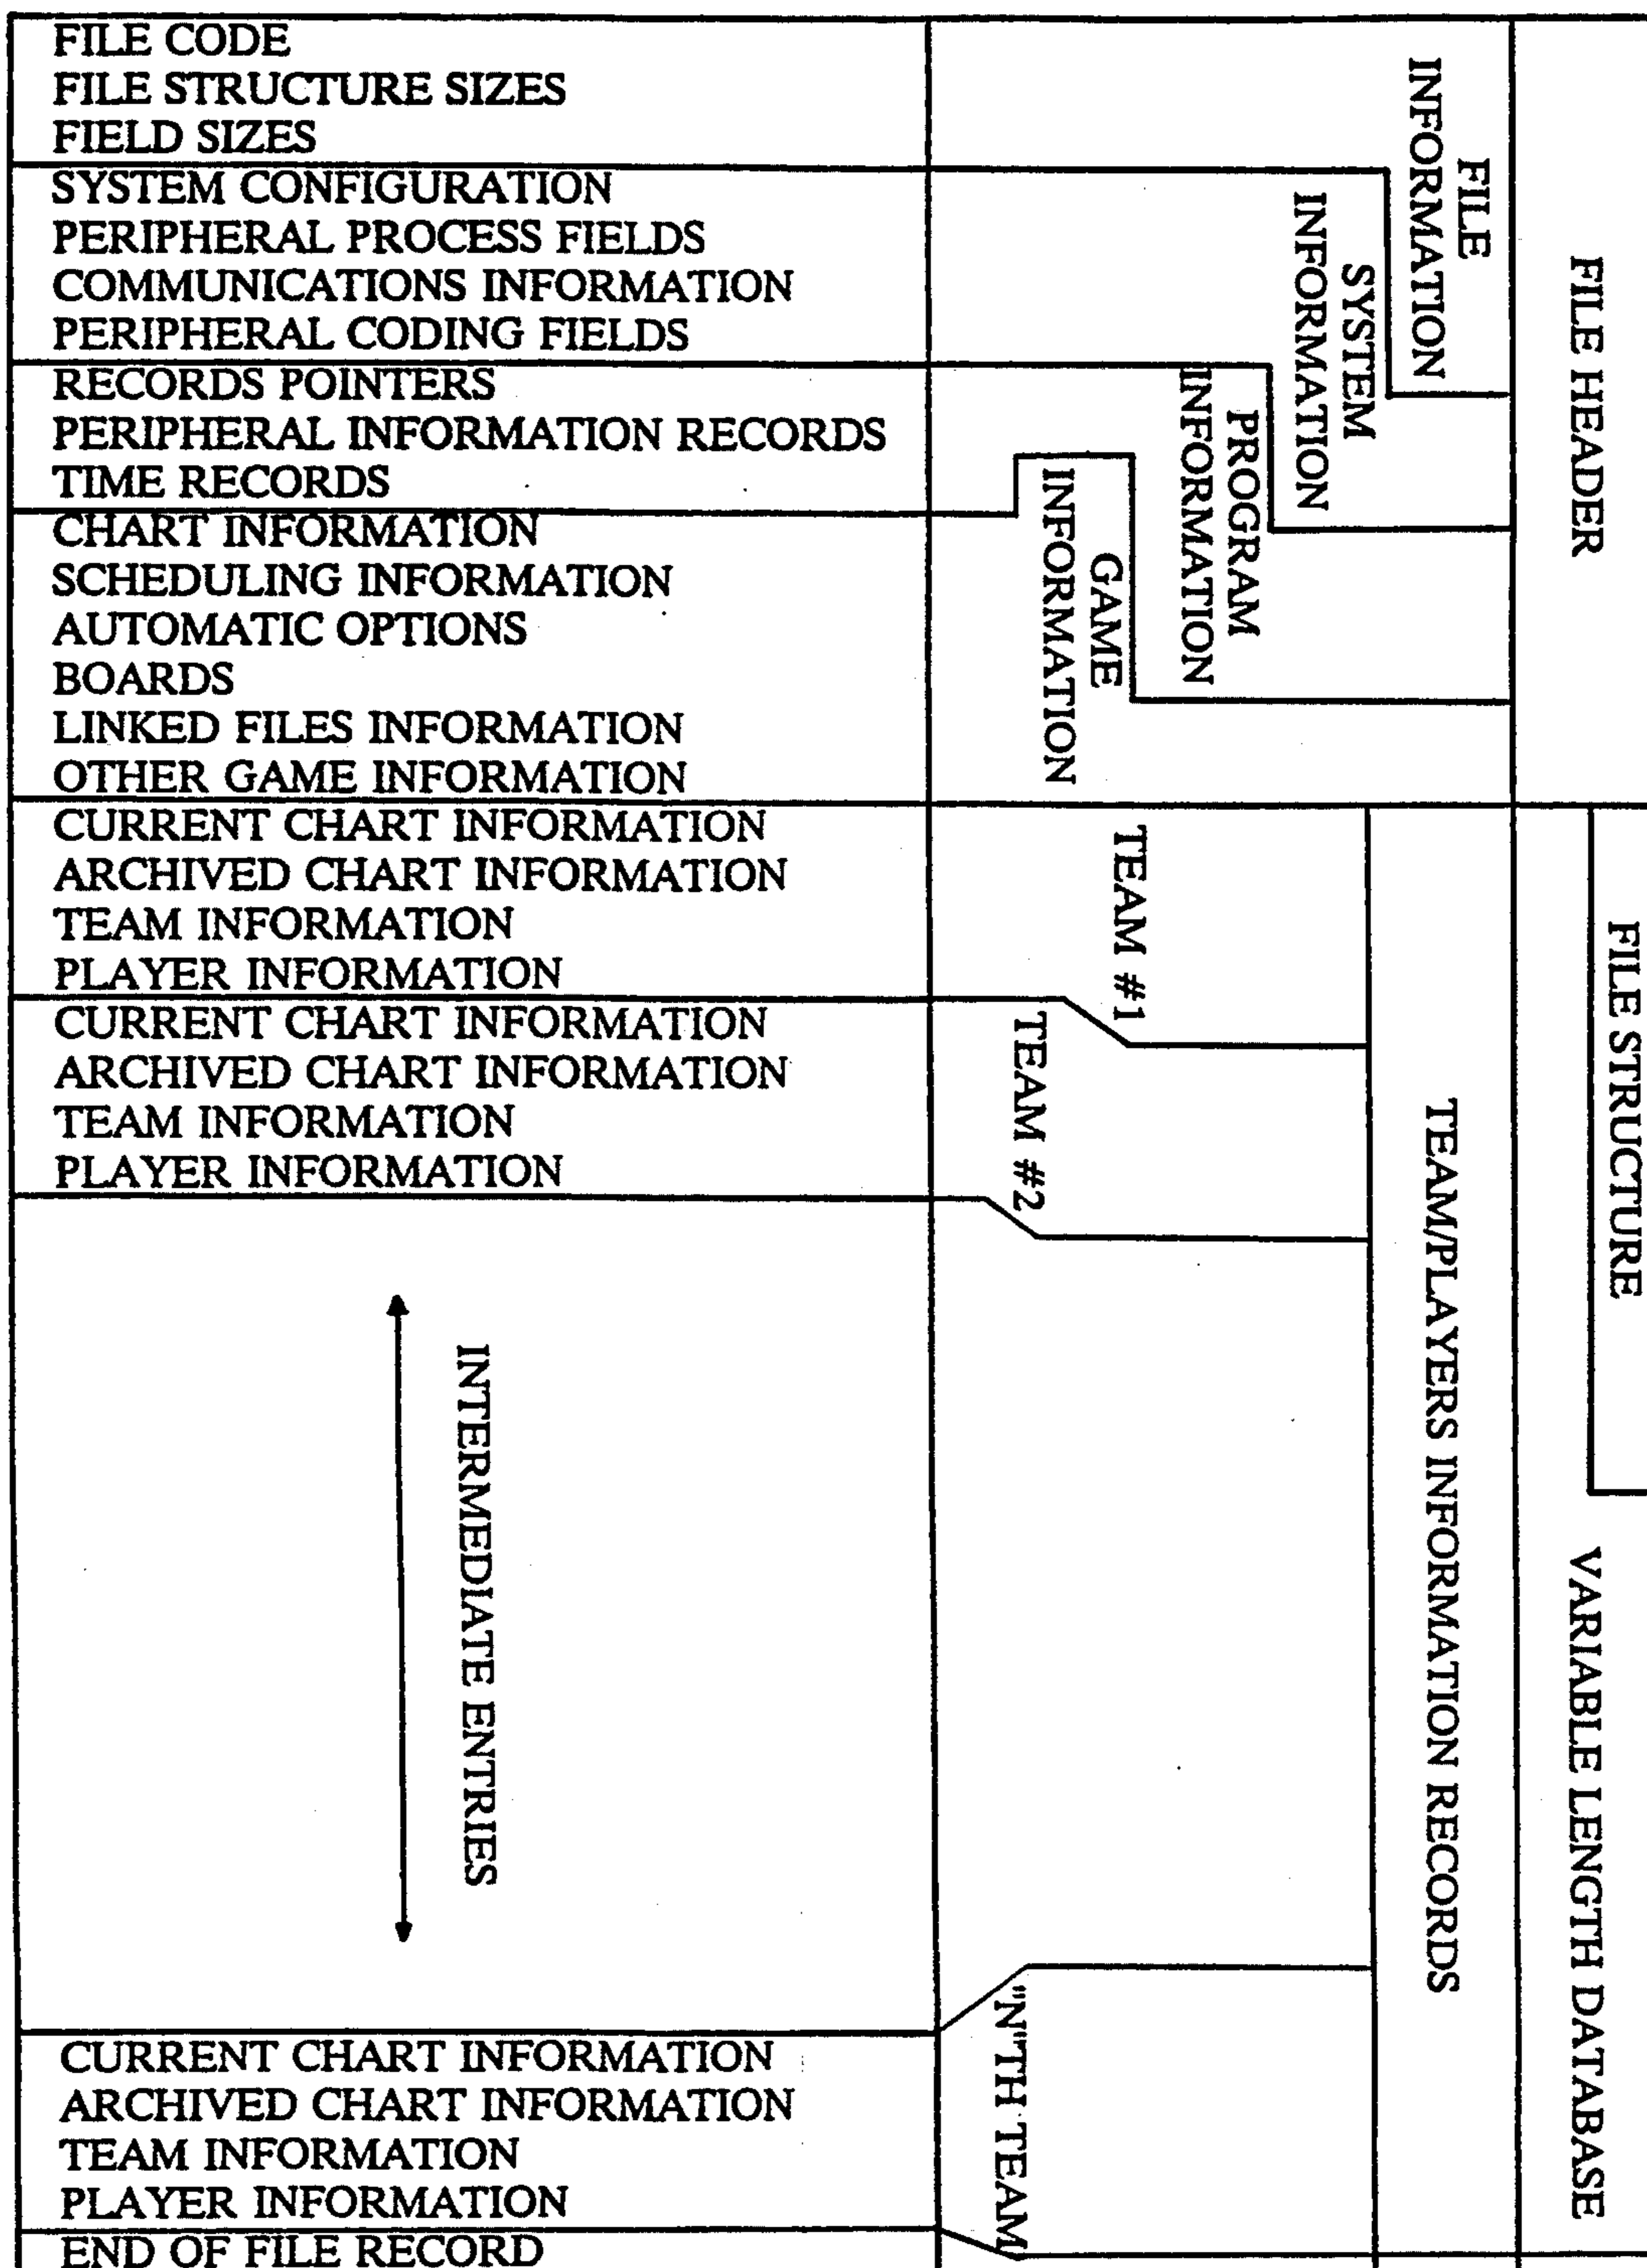 FILE STRUCTURE
FILE HEADER
VARIABLE LENGTH DATABASE
FILE
INFORMATION
SYSTEM
INFORMATION
PROGRAM
INFORMATION
GAME
INFORMATION
TEAM/PLAYERS INFORMATION RECORDS
TEAM #1
TEAM #2
"N"TH TEAM
FILE CODE
FILE STRUCTURE SIZES
FIELD SIZES
SYSTEM CONFIGURATION
PERIPHERAL PROCESS FIELDS
COMMUNICATIONS INFORMATION
PERIPHERAL CODING FIELDS
RECORDS POINTERS
PERIPHERAL INFORMATION RECORDS
TIME RECORDS
CHART INFORMATION
SCHEDULING INFORMATION
AUTOMATIC OPTIONS
BOARDS
LINKED FILES INFORMATION
OTHER GAME INFORMATION
CURRENT CHART INFORMATION
ARCHIVED CHART INFORMATION
TEAM INFORMATION
PLAYER INFORMATION
CURRENT CHART INFORMATION
ARCHIVED CHART INFORMATION
TEAM INFORMATION
PLAYER INFORMATION
INTERMEDIATE ENTRIES
CURRENT CHART INFORMATION
ARCHIVED CHART INFORMATION
TEAM INFORMATION
PLAYER INFORMATION
END OF FILE RECORD